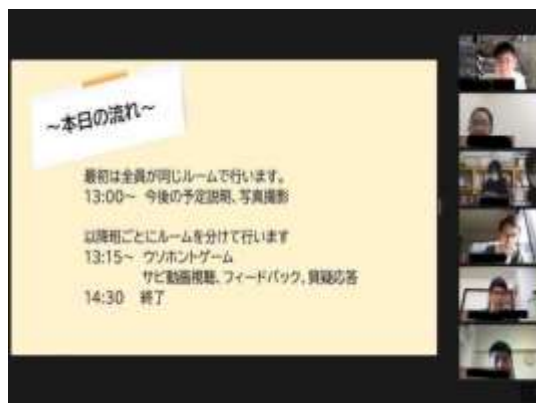 ～本日の流れ～
最初は全員が同じルームで行います。
13:00～ 今後の予定説明、写真撮影
以降班ごとにルームを分けて行います
13:15～ ウソホントゲーム
サビ動画視聴、フィードバック、質疑応答
14:30 終了